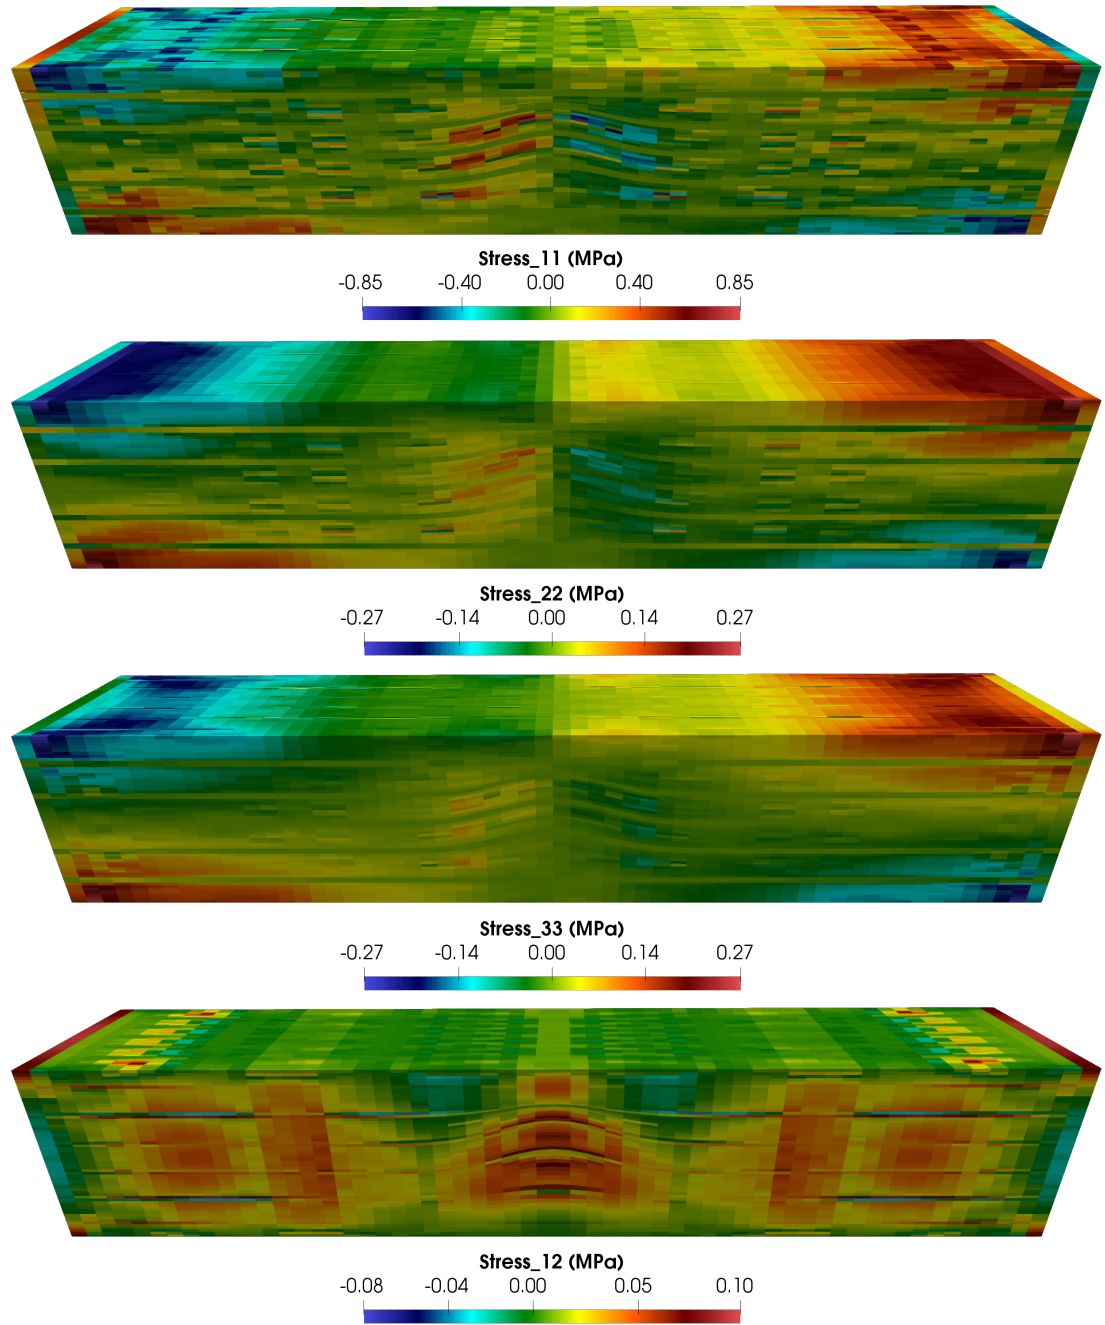 Stress_11 (MPa)
-0.85 -0.40 0.00 0.40 0.85
Stress_22 (MPa)
-0.27 -0.14 0.00 0.14 0.27
Stress_33 (MPa)
-0.27 -0.14 0.00 0.14 0.27
Stress_12 (MPa)
-0.08 -0.04 0.00 0.05 0.10